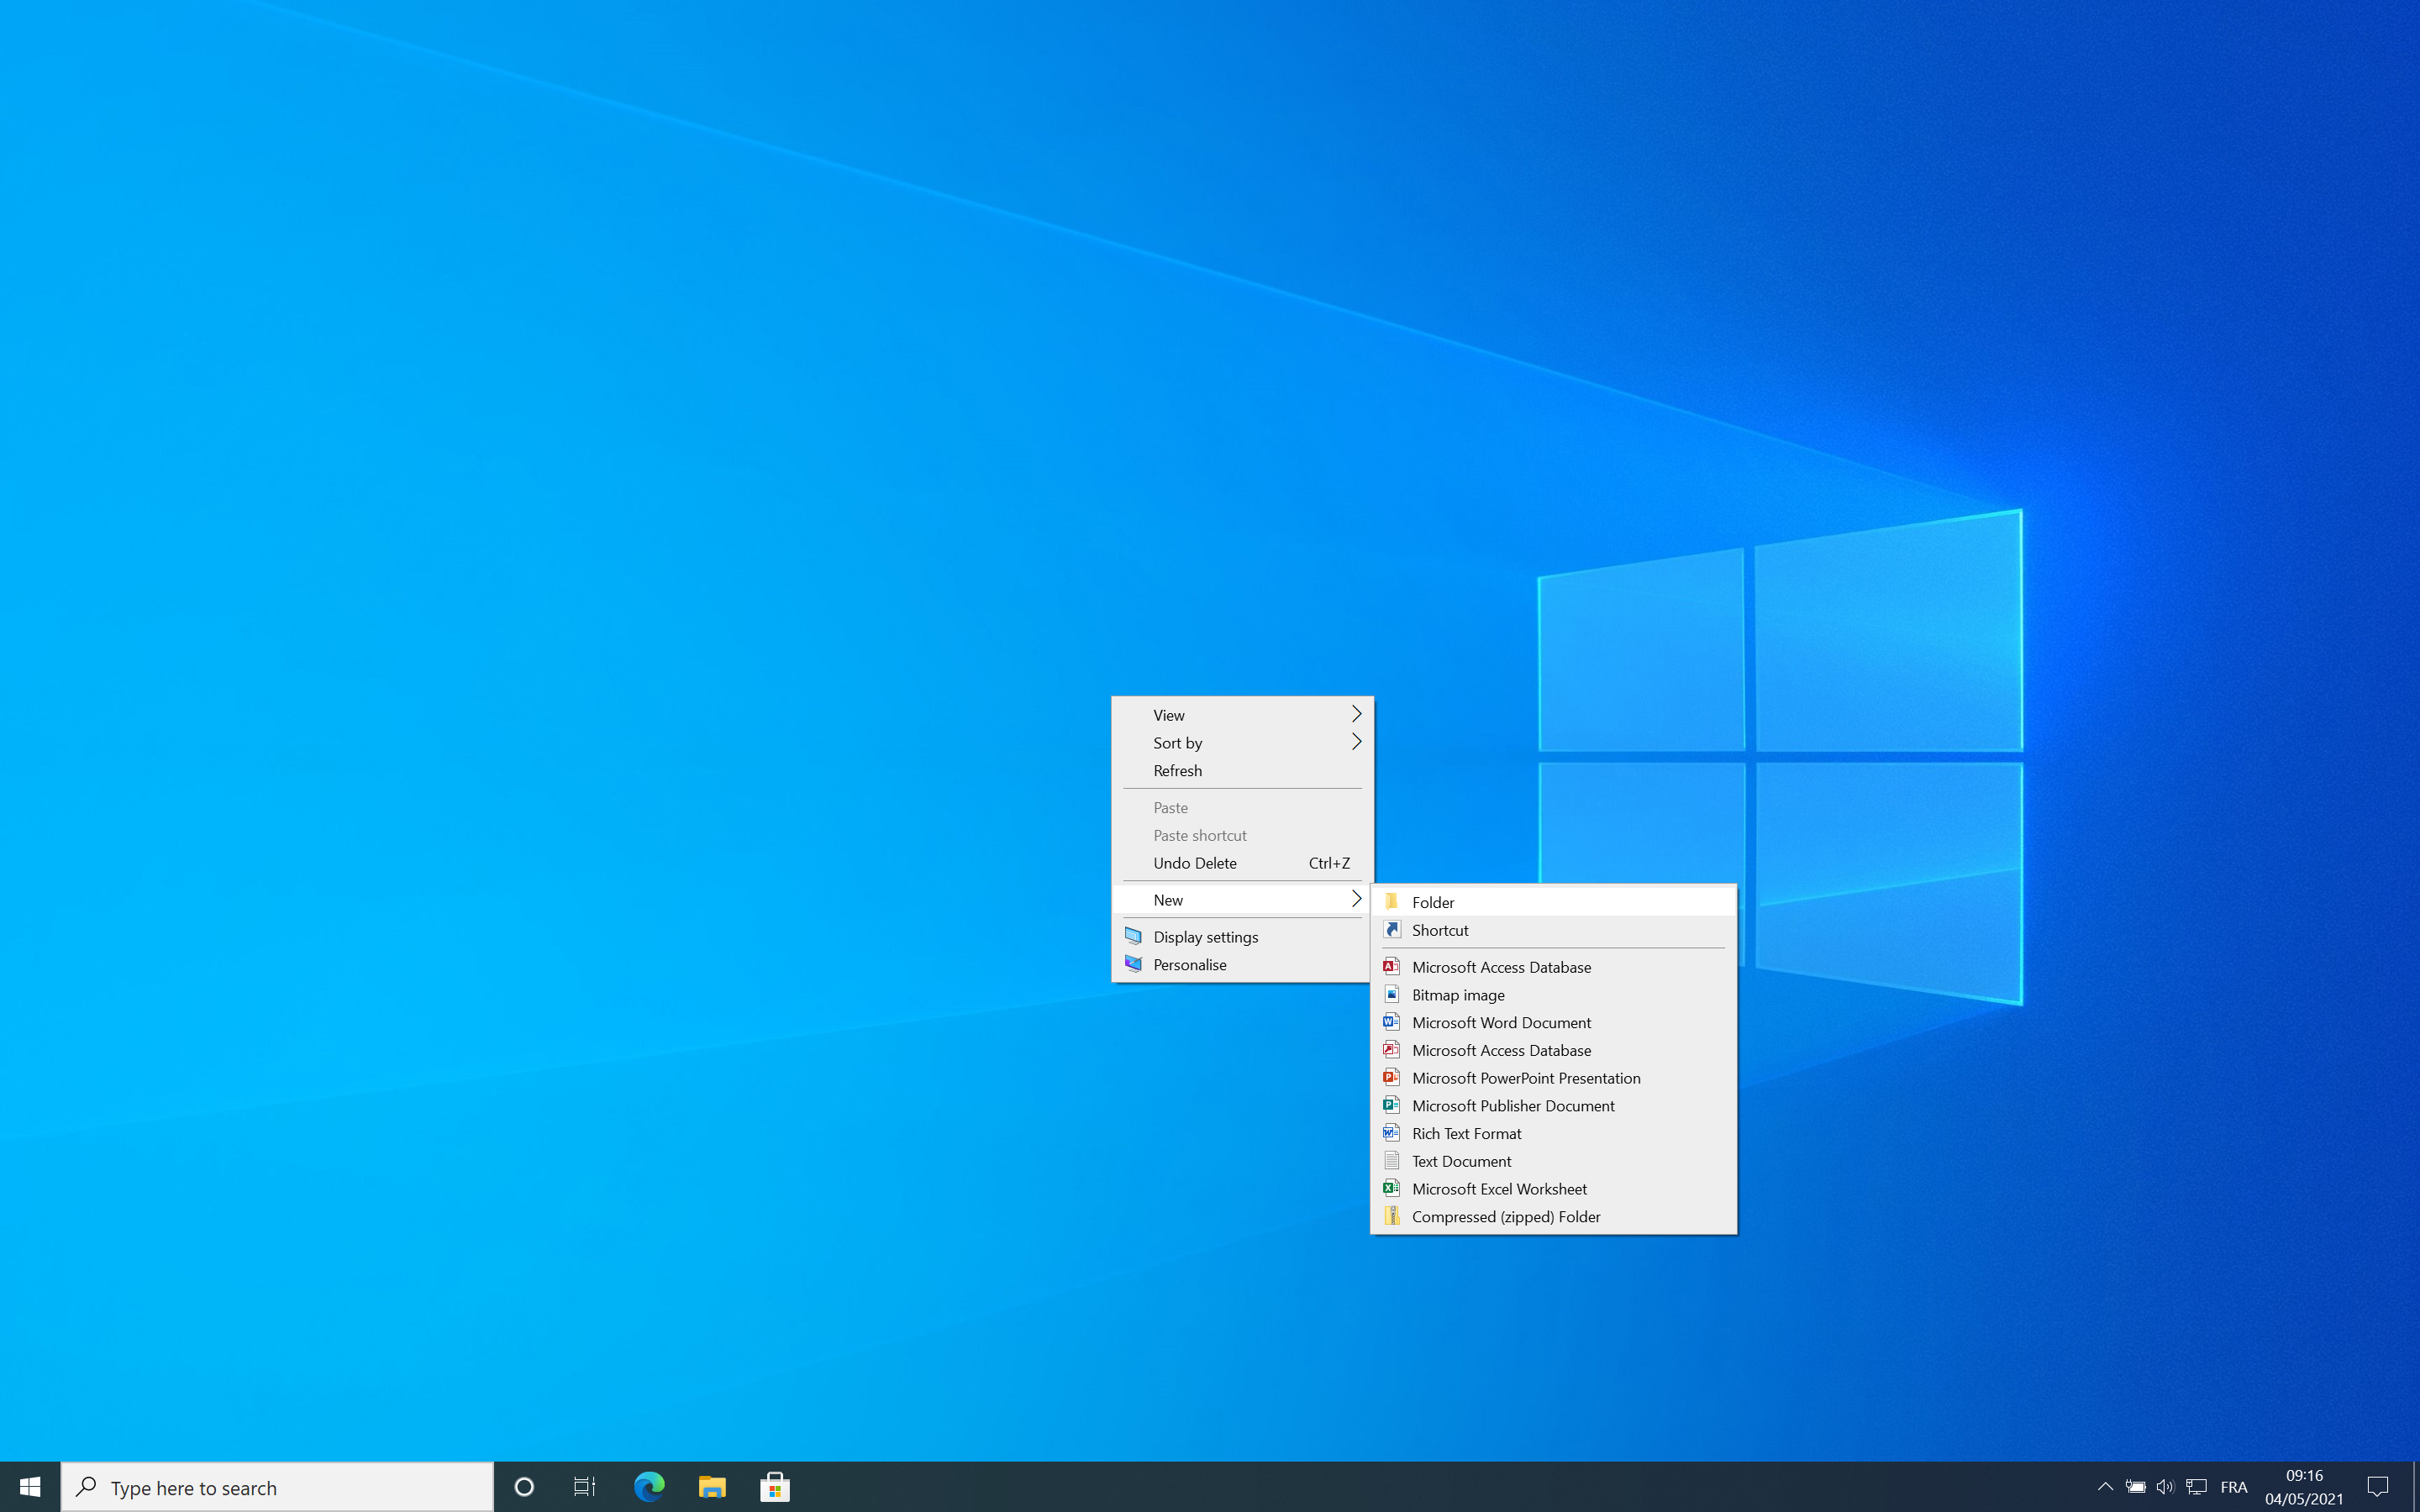 View
Sort by
Refresh
Paste
Paste shortcut
Undo Delete Ctrl+Z
New
Display settings
Personalise
Folder
Shortcut
Microsoft Access Database
Bitmap image
Microsoft Word Document
Microsoft Access Database
Microsoft PowerPoint Presentation
Microsoft Publisher Document
Rich Text Format
Text Document
Microsoft Excel Worksheet
Compressed (zipped) Folder
Type here to search
FRA
09:16
04/05/2021